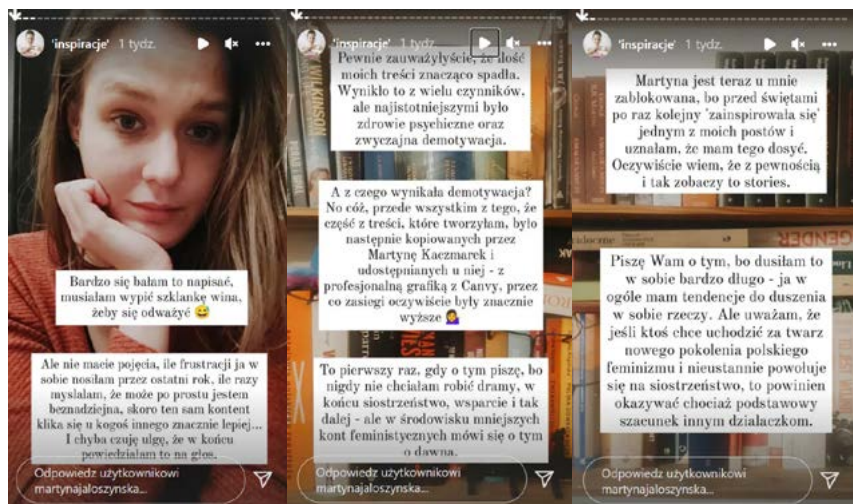 'inspiracje' 1 tydz.
Bardzo się bałam to napisać,
musiałam wypić szklankę wina,
żeby się odważyć 😅
Ale nie macie pojęcia, ile frustracji ja w
sobie nosiłam przez ostatni rok, ile razy
myślałam, że może po prostu jestem
beznadziejna, skoro ten sam kontent
klika się u kogoś innego znacznie lepiej...
I chyba czuję ulgę, że w końcu
powiedziałam to na głos.
Odpowiedz użytkownikowi
martynajaloszynska...
'inspiracje' 1 tydz.
Pewnie zauważyłyście, że ilość
moich treści znacząco spadła.
Wynikło to z wielu czynników,
ale najistotniejszymi było
zdrowie psychiczne oraz
zwyczajna demotywacja.
A z czego wynikała demotywacja?
No cóż, przede wszystkim z tego, że
część z treści, które tworzyłam, było
następnie kopiowanych przez
Martynę Kaczmarek i
udostępnianych u niej - z
profesjonalną grafiką z Canvy, przez
co zasięgi oczywiście były znacznie
wyższe 🤷‍♀️
To pierwszy raz, gdy o tym piszę, bo
nigdy nie chciałam robić dramy, w
końcu siostrzeństwo, wsparcie i tak
dalej - ale w środowisku mniejszych
kont feministycznych mówi się o tym
o dawna.
WILKINSON
Odpowiedz użytkownikowi
martynajaloszynska...
'inspiracje' 1 tydz.
Martyna jest teraz u mnie
zablokowana, bo przed świętami
po raz kolejny 'zainspirowała się'
jednym z moich postów i
uznałam, że mam tego dosyć.
Oczywiście wiem, że z pewnością
i tak zobaczy to stories.
GENDER
Piszę Wam o tym, bo dusiłam to
w sobie bardzo długo - ja w
ogóle mam tendencje do duszenia
w sobie rzeczy. Ale uważam, że
jeśli ktoś chce uchodzić za twarz
nowego pokolenia polskiego
feminizmu i nieustannie powołuje
się na siostrzeństwo, to powinien
okazywać chociaż podstawowy
szacunek innym działaczkom.
Odpowiedz użytkownikowi
martynajaloszynska...